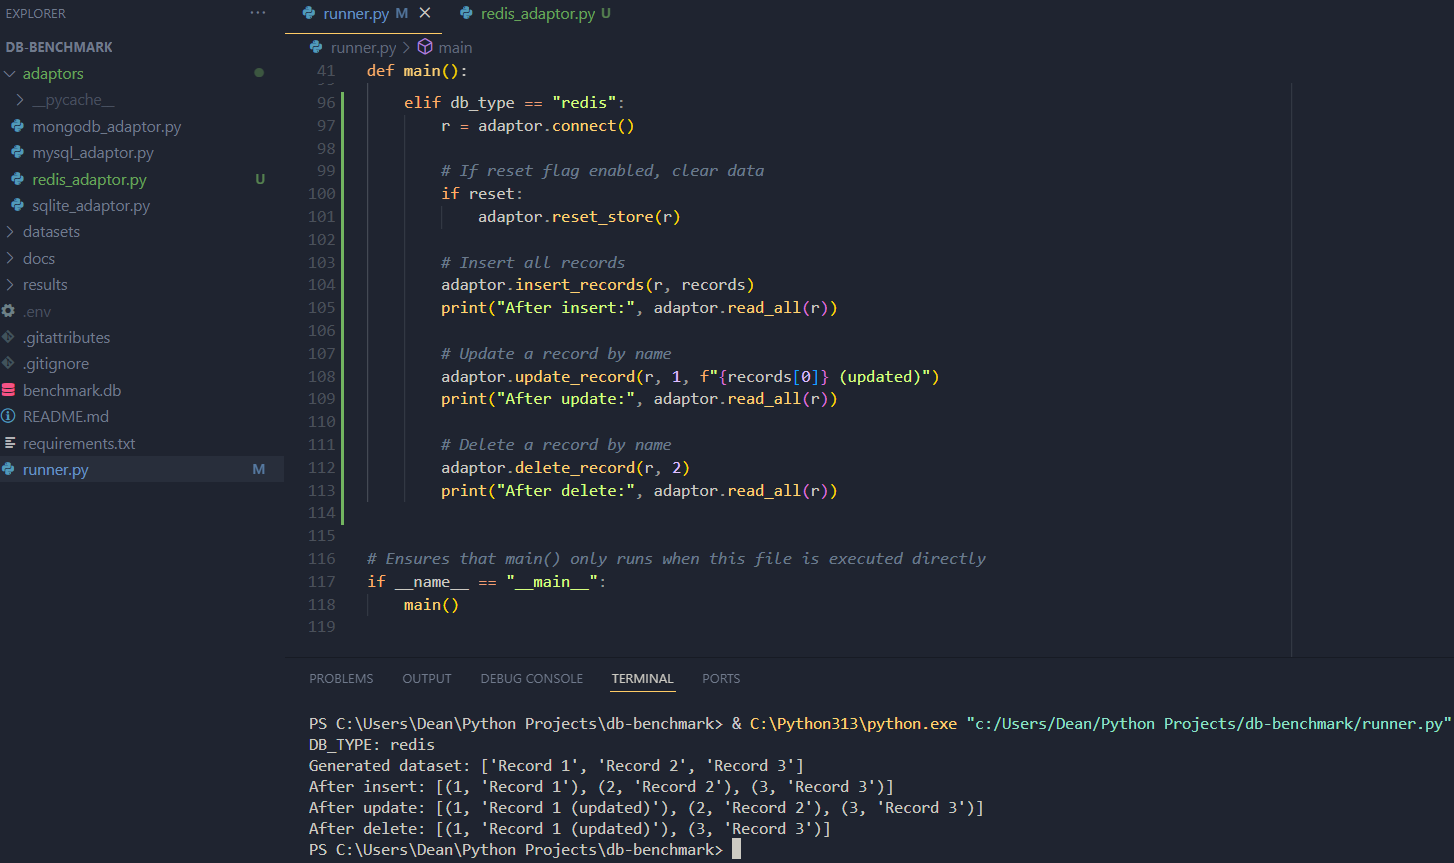 EXPLORER ...
DB-BENCHMARK
adaptors
__pycache__
mongodb_adaptor.py
mysql_adaptor.py
redis_adaptor.py U
sqlite_adaptor.py
datasets
docs
results
.env
.gitattributes
.gitignore
benchmark.db
README.md
requirements.txt
runner.py M
runner.py M redis_adaptor.py U
runner.py > main
41 def main():
96 elif db_type == "redis":
97 r = adaptor.connect()
98
99 # If reset flag enabled, clear data
100 if reset:
101 adaptor.reset_store(r)
102
103 # Insert all records
104 adaptor.insert_records(r, records)
105 print("After insert:", adaptor.read_all(r))
106
107 # Update a record by name
108 adaptor.update_record(r, 1, f"{records[0]} (updated)")
109 print("After update:", adaptor.read_all(r))
110
111 # Delete a record by name
112 adaptor.delete_record(r, 2)
113 print("After delete:", adaptor.read_all(r))
114
115
116 # Ensures that main() only runs when this file is executed directly
117 if __name__ == "__main__":
118 main()
119
PROBLEMS OUTPUT DEBUG CONSOLE TERMINAL PORTS
PS C:\Users\Dean\Python Projects\db-benchmark> & C:\Python313\python.exe "c:/Users/Dean/Python Projects/db-benchmark/runner.py"
DB_TYPE: redis
Generated dataset: ['Record 1', 'Record 2', 'Record 3']
After insert: [(1, 'Record 1'), (2, 'Record 2'), (3, 'Record 3')]
After update: [(1, 'Record 1 (updated)'), (2, 'Record 2'), (3, 'Record 3')]
After delete: [(1, 'Record 1 (updated)'), (3, 'Record 3')]
PS C:\Users\Dean\Python Projects\db-benchmark>